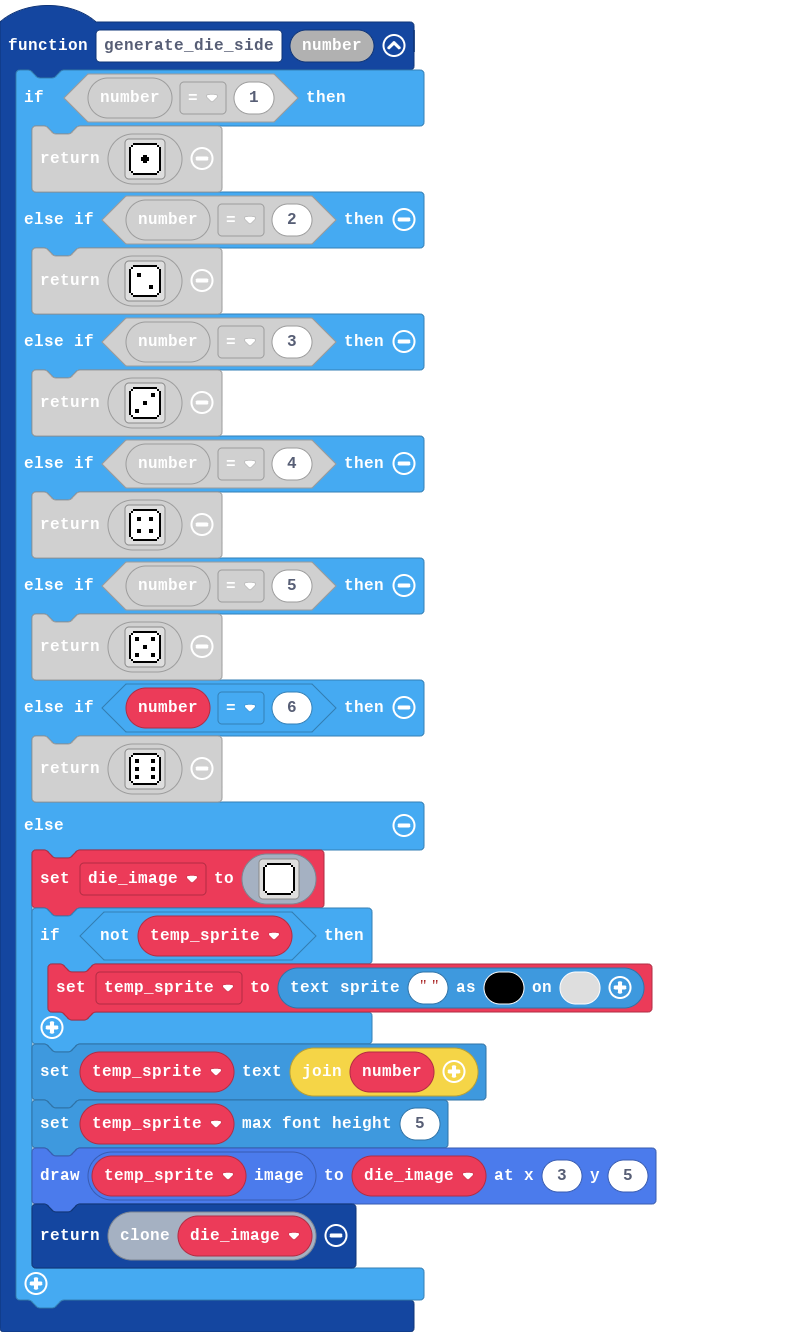 function generate_die_side number
if number = 1 then
return
else if number = 2 then
return
else if number = 3 then
return
else if number = 4 then
return
else if number = 5 then
return
else if number = 6 then
return
else
set die_image to
if not temp_sprite then
set temp_sprite to text sprite " " as on
set temp_sprite text join number
set temp_sprite max font height 5
draw temp_sprite image to die_image at x 3 y 5
return clone die_image